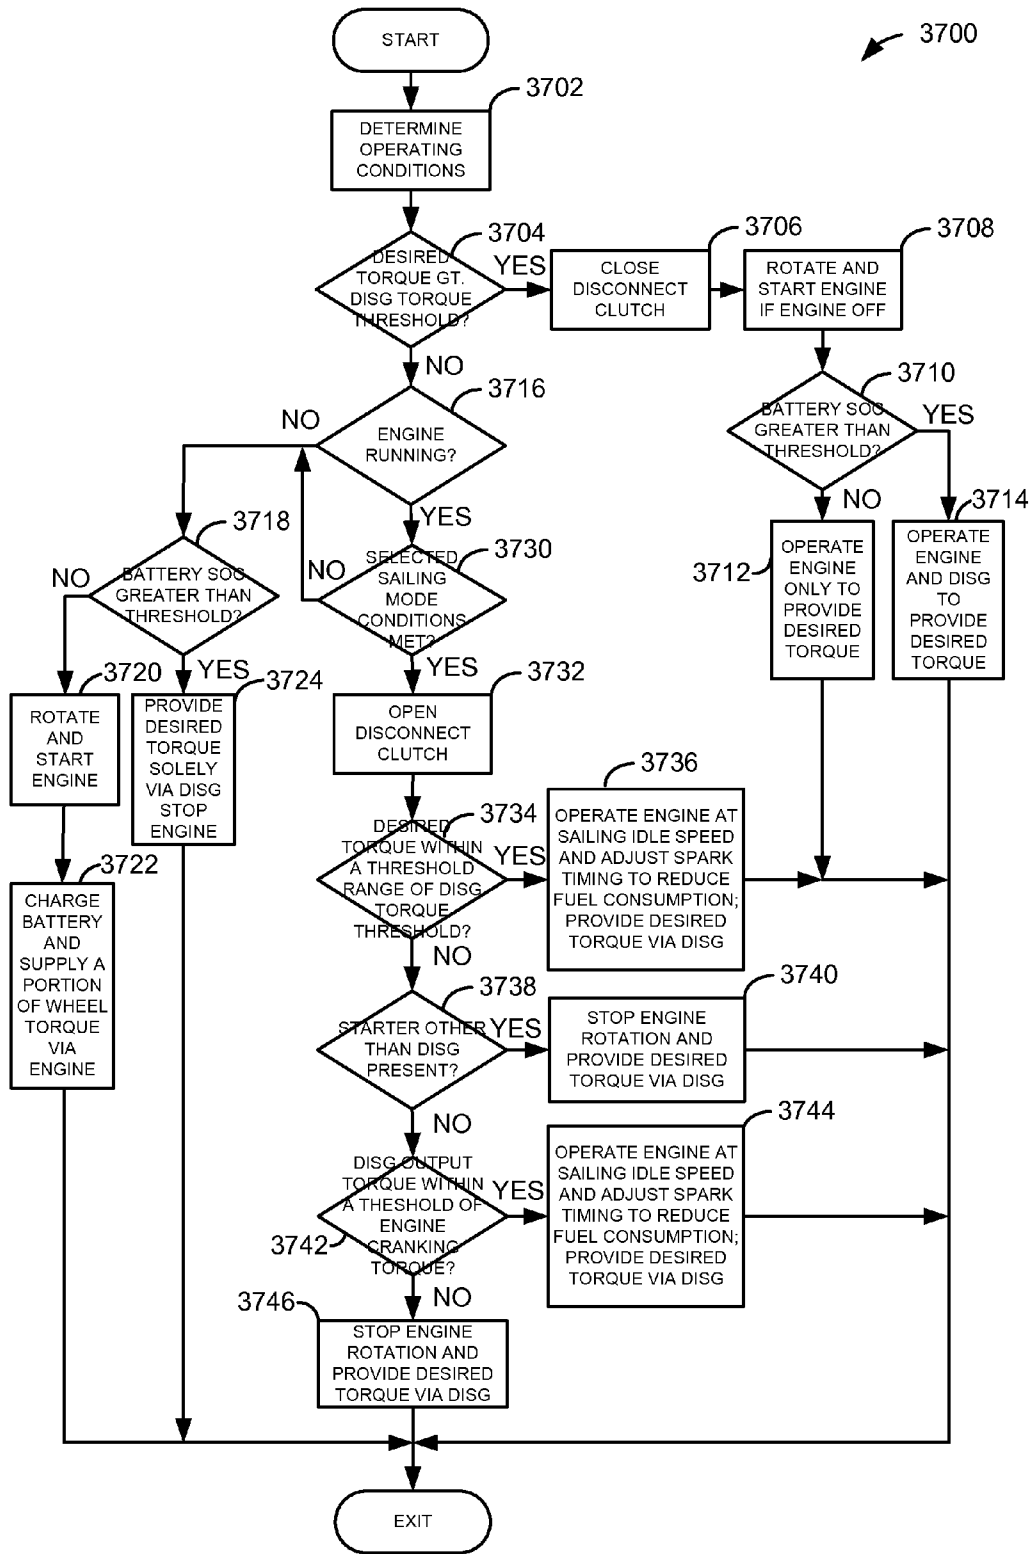 START
3700
3702
DETERMINE
OPERATING
CONDITIONS
3704
DESIRED
TORQUE GT.
DISG TORQUE
THRESHOLD?
YES
3706
CLOSE
DISCONNECT
CLUTCH
3708
ROTATE AND
START ENGINE
IF ENGINE OFF
NO
3710
BATTERY SOC
GREATER THAN
THRESHOLD?
YES
NO
3716
ENGINE
RUNNING?
NO
YES
3712
OPERATE
ENGINE
ONLY TO
PROVIDE
DESIRED
TORQUE
3714
OPERATE
ENGINE
AND DISG
TO
PROVIDE
DESIRED
TORQUE
3718
BATTERY SOC
GREATER THAN
THRESHOLD?
NO
YES
3730
SELECTED
SAILING
MODE
CONDITIONS
MET?
NO
YES
3720
ROTATE
AND
START
ENGINE
3724
PROVIDE
DESIRED
TORQUE
SOLELY
VIA DISG
STOP
ENGINE
3732
OPEN
DISCONNECT
CLUTCH
3722
CHARGE
BATTERY
AND
SUPPLY A
PORTION
OF WHEEL
TORQUE
VIA
ENGINE
3734
DESIRED
TORQUE WITHIN
A THRESHOLD
RANGE OF DISG
TORQUE
THRESHOLD?
YES
3736
OPERATE ENGINE AT
SAILING IDLE SPEED
AND ADJUST SPARK
TIMING TO REDUCE
FUEL CONSUMPTION;
PROVIDE DESIRED
TORQUE VIA DISG
NO
3738
STARTER OTHER
THAN DISG
PRESENT?
YES
3740
STOP ENGINE
ROTATION AND
PROVIDE DESIRED
TORQUE VIA DISG
NO
3742
DISG OUTPUT
TORQUE WITHIN
A THESHOLD OF
ENGINE
CRANKING
TORQUE?
YES
3744
OPERATE ENGINE AT
SAILING IDLE SPEED
AND ADJUST SPARK
TIMING TO REDUCE
FUEL CONSUMPTION;
PROVIDE DESIRED
TORQUE VIA DISG
NO
3746
STOP ENGINE
ROTATION AND
PROVIDE DESIRED
TORQUE VIA DISG
EXIT